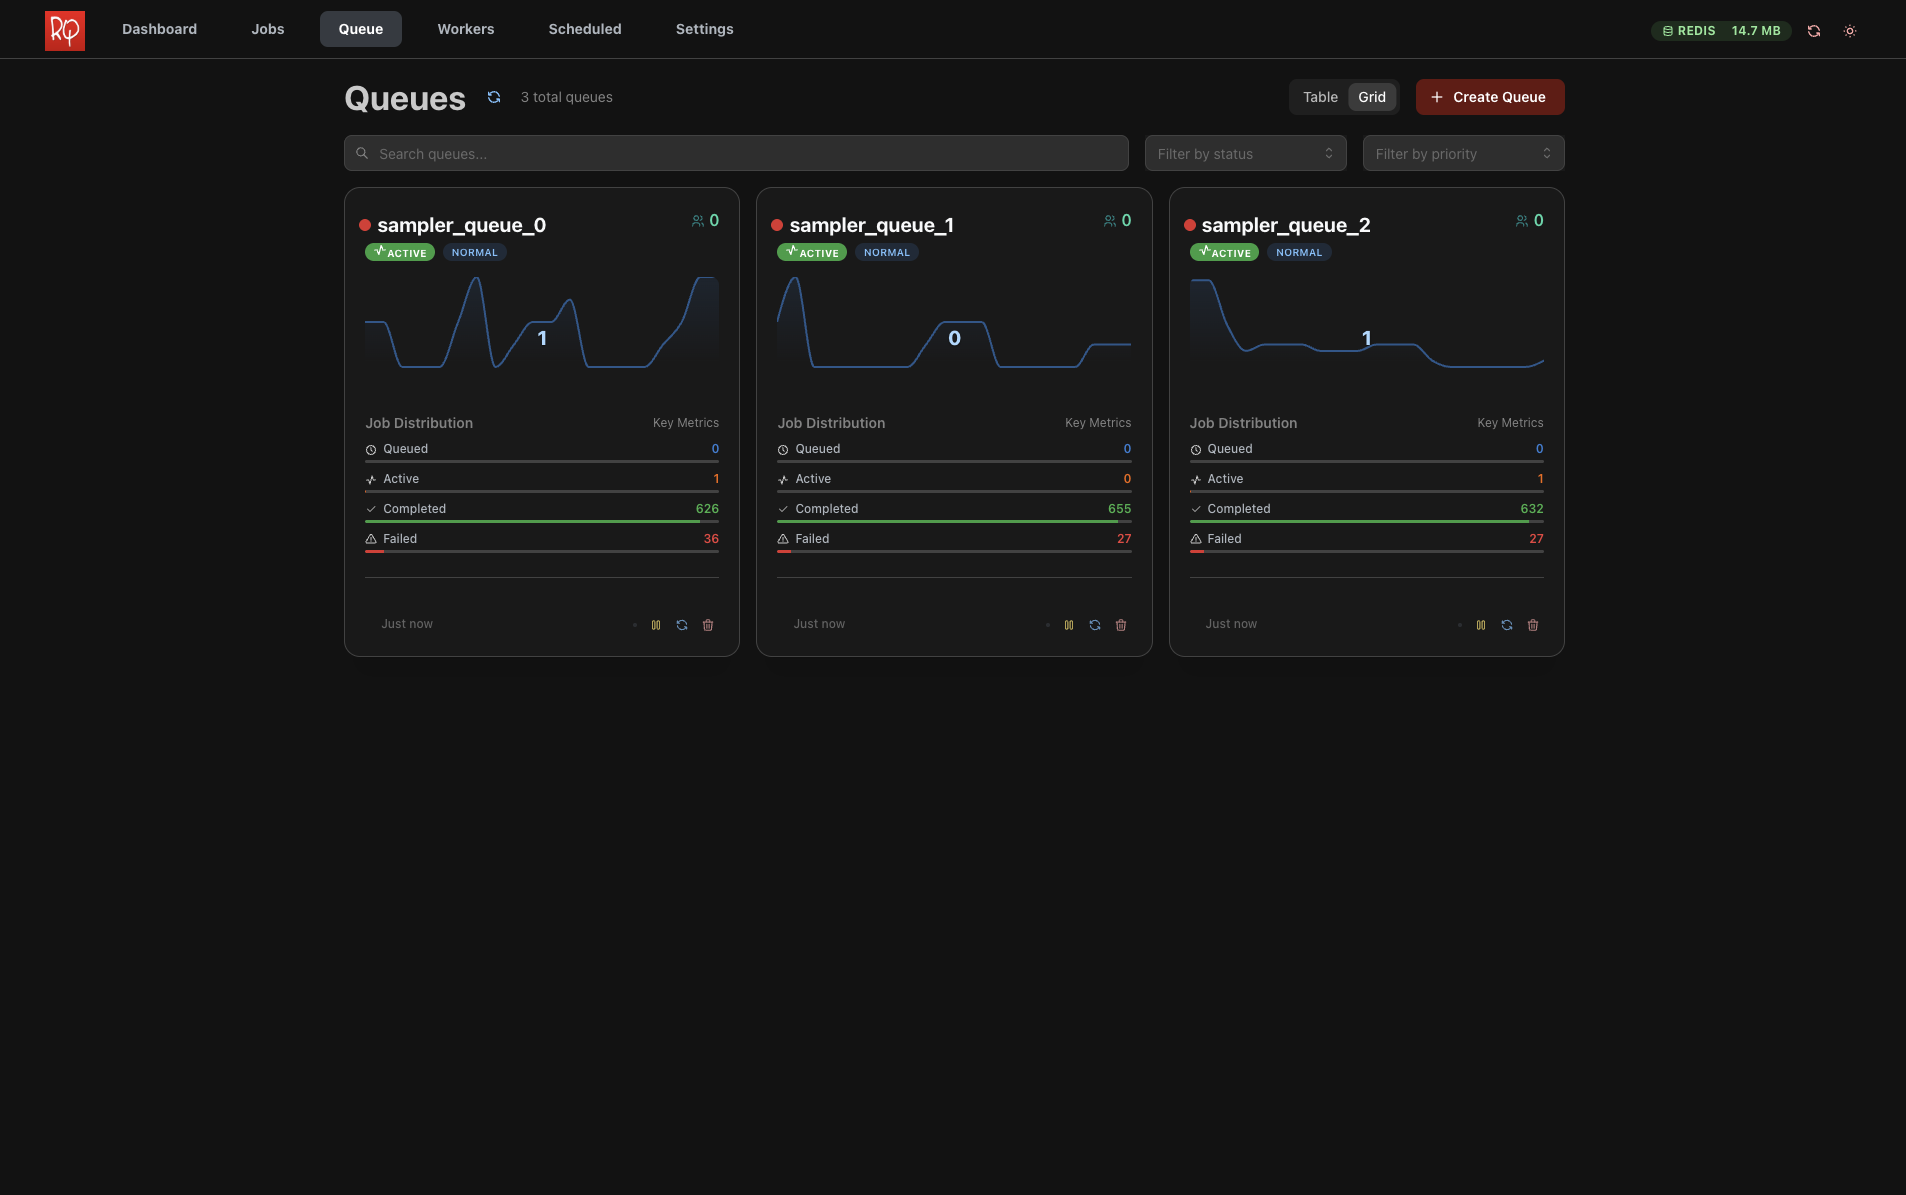 RQ
Dashboard Jobs Queue Workers Scheduled Settings
REDIS 14.7 MB
Queues 3 total queues
Table Grid
+ Create Queue
Search queues...
Filter by status
Filter by priority
sampler_queue_0 0
ACTIVE NORMAL
1
Job Distribution Key Metrics
Queued 0
Active 1
Completed 626
Failed 36
Just now
sampler_queue_1 0
ACTIVE NORMAL
0
Job Distribution Key Metrics
Queued 0
Active 0
Completed 655
Failed 27
Just now
sampler_queue_2 0
ACTIVE NORMAL
1
Job Distribution Key Metrics
Queued 0
Active 1
Completed 632
Failed 27
Just now